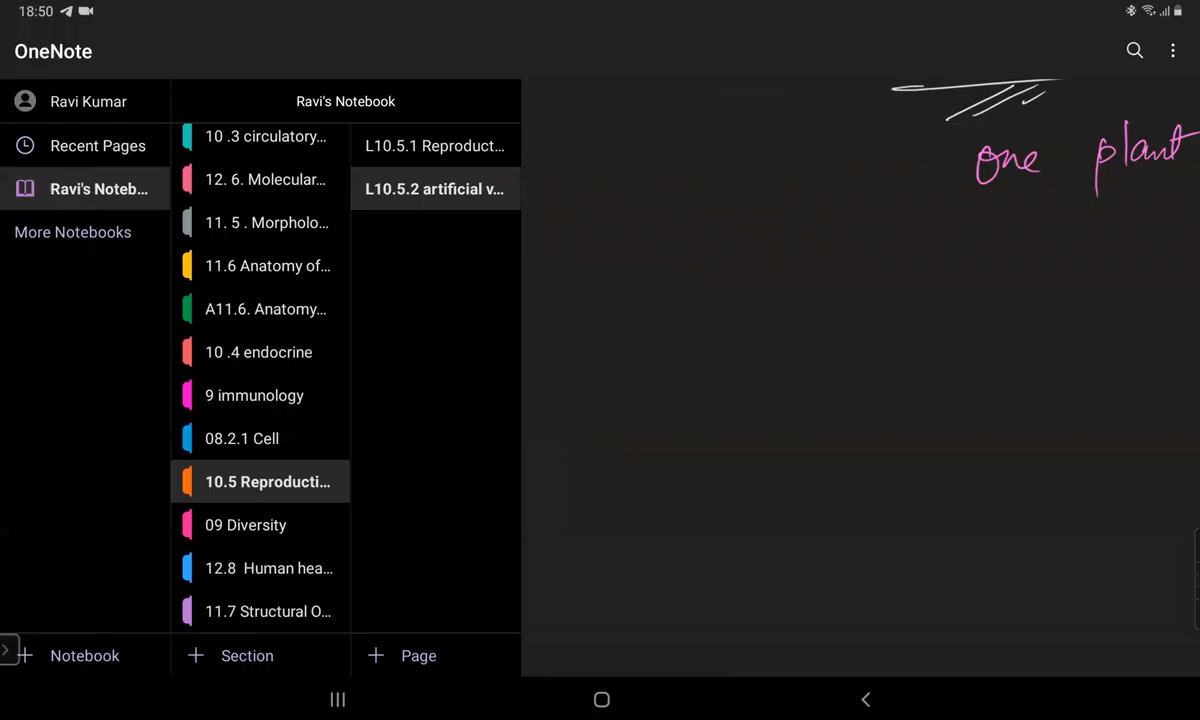 18:50
OneNote
Ravi Kumar
Ravi's Notebook
Recent Pages
Ravi's Noteb...
More Notebooks
10 .3 circulatory...
12. 6. Molecular...
11. 5 . Morpholo...
11.6 Anatomy of...
A11.6. Anatomy...
10 .4 endocrine
9 immunology
08.2.1 Cell
10.5 Reproducti...
09 Diversity
12.8 Human hea...
11.7 Structural O...
L10.5.1 Reproduct...
L10.5.2 artificial v...
one plant
Notebook
Section
Page